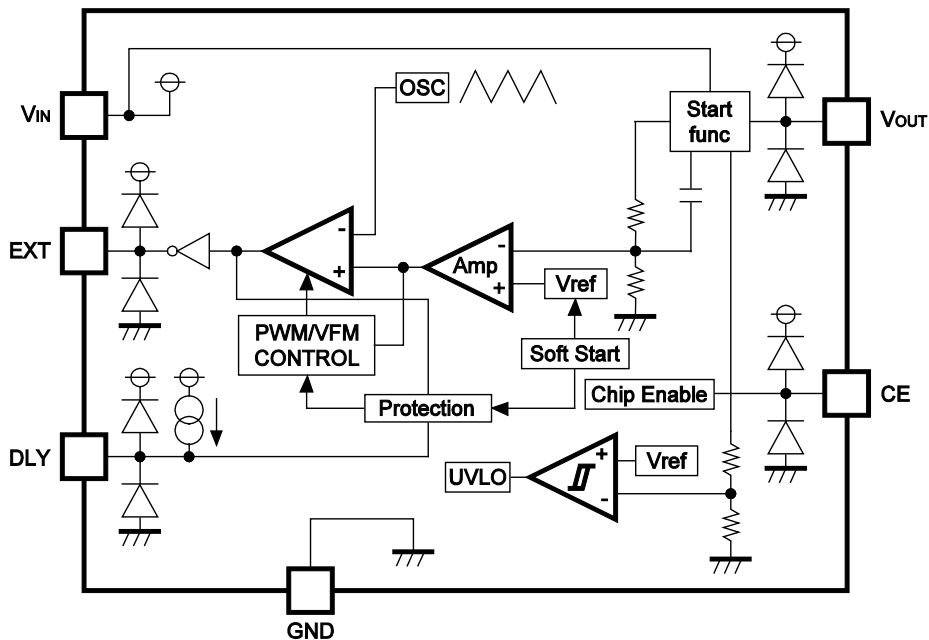 OSC
VIN
Start
func
VOUT
EXT
-
+
Amp
-
+
Vref
PWM/VFM
CONTROL
Soft Start
Chip Enable
CE
Protection
DLY
UVLO
+
-
Vref
GND